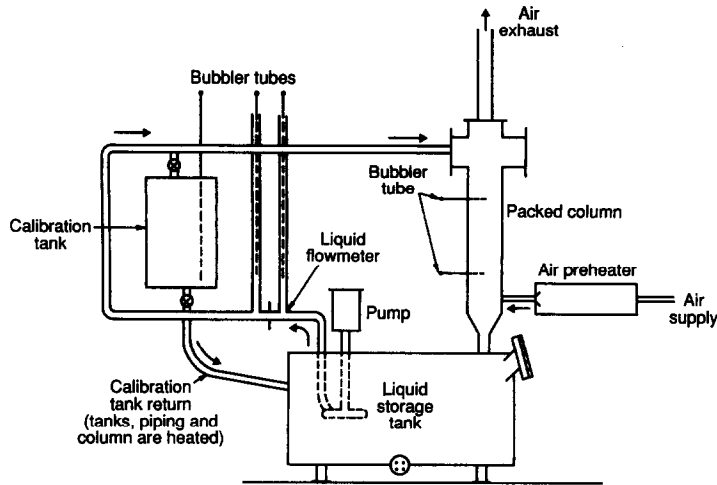 Air
exhaust
Bubbler tubes
Bubbler
tube
Packed column
Calibration
tank
Liquid
flowmeter
Air preheater
Air
supply
Pump
Calibration
tank return
(tanks, piping and
column are heated)
Liquid
storage
tank